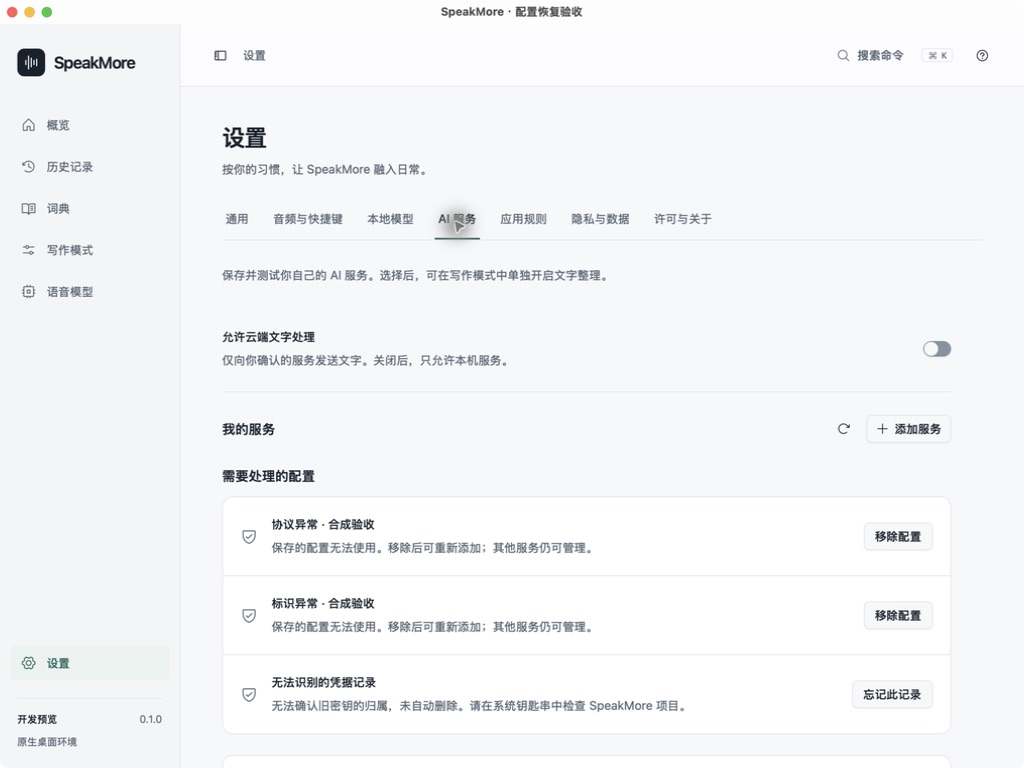 SpeakMore · 配置恢复验收
SpeakMore
设置
搜索命令
⌘ K
概览
历史记录
词典
写作模式
语音模型
设置
开发预览
0.1.0
原生桌面环境
设置
按你的习惯，让 SpeakMore 融入日常。
通用
音频与快捷键
本地模型
AI 服务
应用规则
隐私与数据
许可与关于
保存并测试你自己的 AI 服务。选择后，可在写作模式中单独开启文字整理。
允许云端文字处理
仅向你确认的服务发送文字。关闭后，只允许本机服务。
我的服务
添加服务
需要处理的配置
协议异常 · 合成验收
保存的配置无法使用。移除后可重新添加；其他服务仍可管理。
移除配置
标识异常 · 合成验收
保存的配置无法使用。移除后可重新添加；其他服务仍可管理。
移除配置
无法识别的凭据记录
无法确认旧密钥的归属，未自动删除。请在系统钥匙串中检查 SpeakMore 项目。
忘记此记录